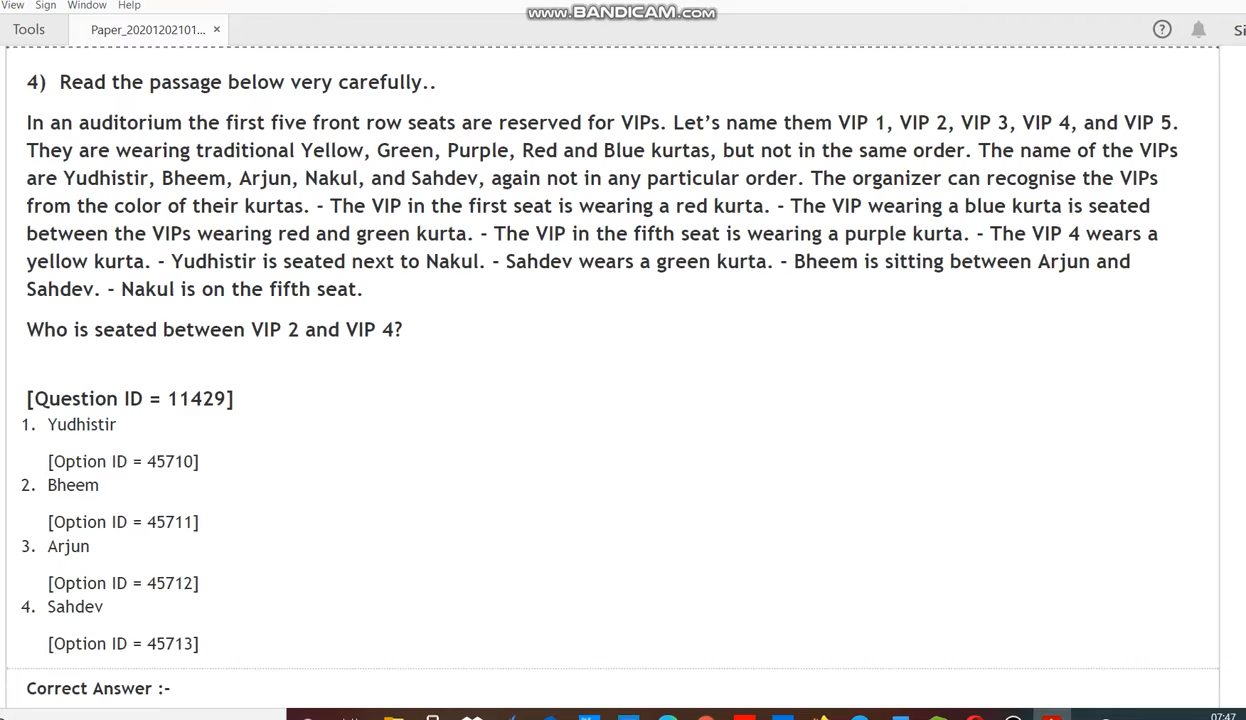 View Sign Window Help
www.BANDICAM.com
Tools Paper_20201202101... ×
4) Read the passage below very carefully..
In an auditorium the first five front row seats are reserved for VIPs. Let’s name them VIP 1, VIP 2, VIP 3, VIP 4, and VIP 5.
They are wearing traditional Yellow, Green, Purple, Red and Blue kurtas, but not in the same order. The name of the VIPs
are Yudhistir, Bheem, Arjun, Nakul, and Sahdev, again not in any particular order. The organizer can recognise the VIPs
from the color of their kurtas. - The VIP in the first seat is wearing a red kurta. - The VIP wearing a blue kurta is seated
between the VIPs wearing red and green kurta. - The VIP in the fifth seat is wearing a purple kurta. - The VIP 4 wears a
yellow kurta. - Yudhistir is seated next to Nakul. - Sahdev wears a green kurta. - Bheem is sitting between Arjun and
Sahdev. - Nakul is on the fifth seat.
Who is seated between VIP 2 and VIP 4?
[Question ID = 11429]
1. Yudhistir
[Option ID = 45710]
2. Bheem
[Option ID = 45711]
3. Arjun
[Option ID = 45712]
4. Sahdev
[Option ID = 45713]
Correct Answer :-
07:47